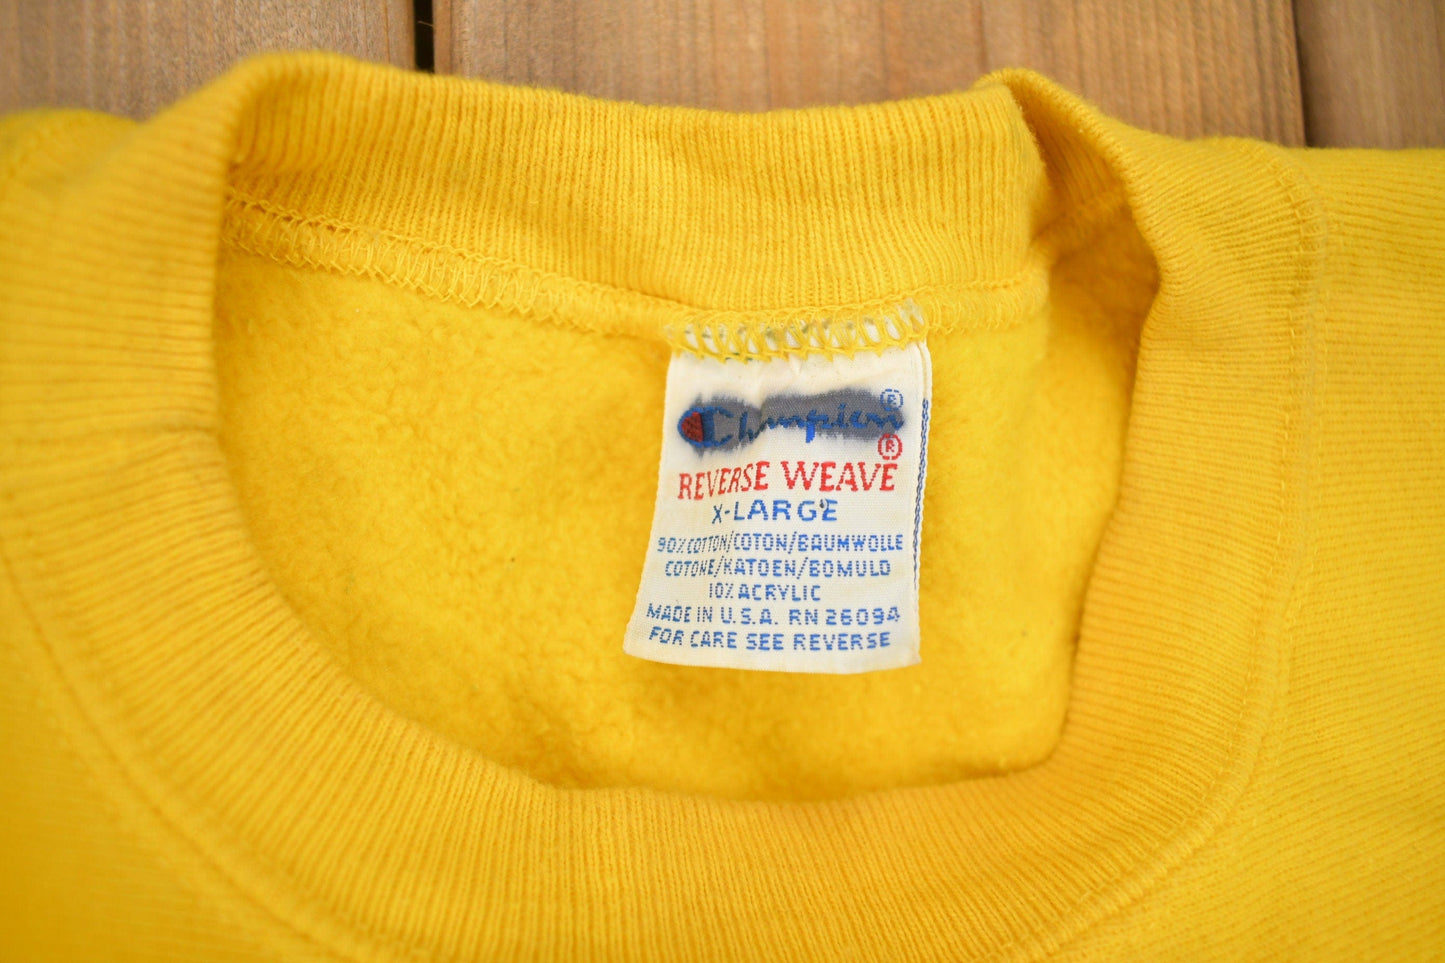 Champion®
®
REVERSE WEAVE
X-LARGE
90% COTTON/COTON/BAUMWOLLE
COTONE/KATOEN/BOMULD
10% ACRYLIC
MADE IN U.S.A. RN 26094
FOR CARE SEE REVERSE